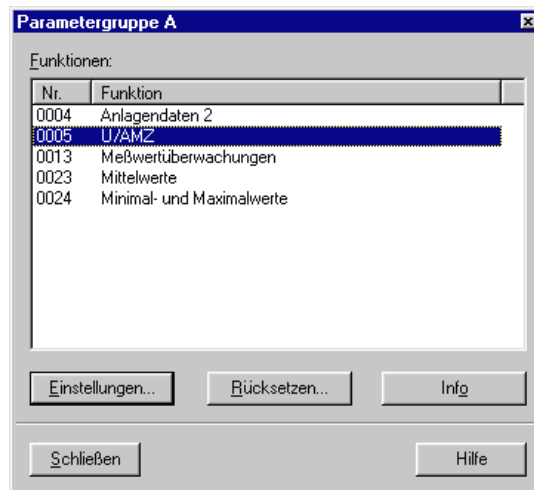 Parametergruppe A
Funktionen:
Nr. Funktion
0004 Anlagendaten 2
0005 U/AMZ
0013 Meßwertüberwachungen
0023 Mittelwerte
0024 Minimal- und Maximalwerte
Einstellungen... Rücksetzen... Info
Schließen Hilfe